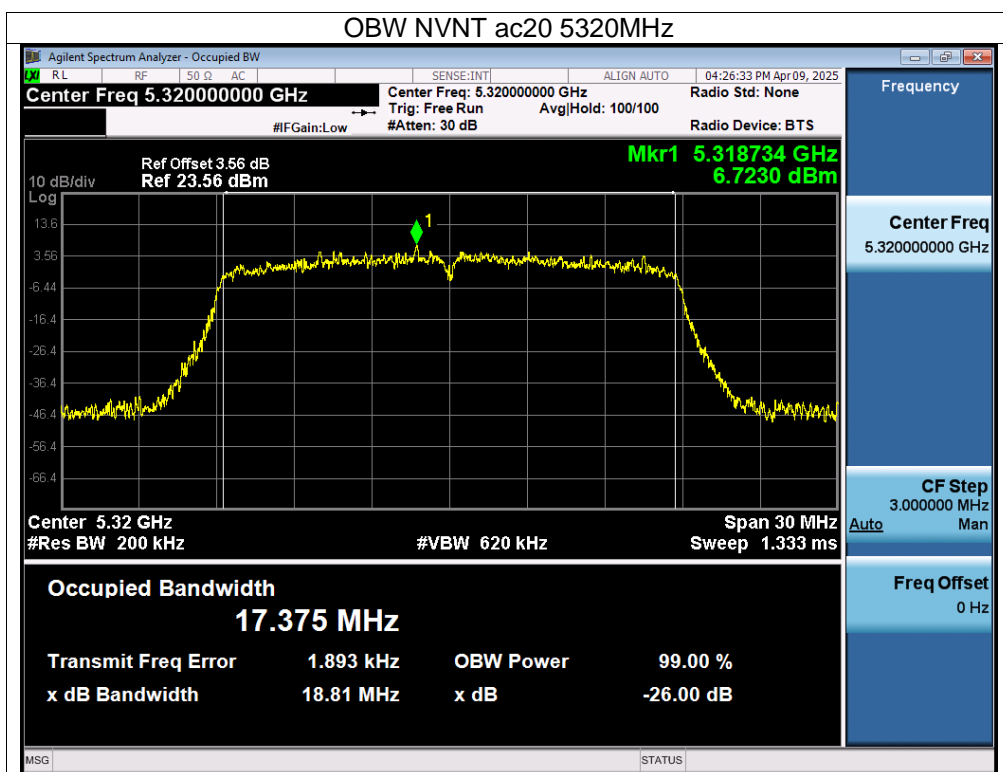 OBW NVNT ac20 5320MHz
Agilent Spectrum Analyzer - Occupied BW
LXI RL RF 50 Ω AC SENSE:INT ALIGN AUTO 04:26:33 PM Apr 09, 2025
Center Freq 5.320000000 GHz
Center Freq: 5.320000000 GHz Radio Std: None
Trig: Free Run Avg|Hold: 100/100
#IFGain:Low #Atten: 30 dB Radio Device: BTS
Mkr1 5.318734 GHz
6.7230 dBm
Ref Offset 3.56 dB
10 dB/div Ref 23.56 dBm
Log
1
13.6
3.56
-6.44
-16.4
-26.4
-36.4
-46.4
-56.4
-66.4
Center 5.32 GHz Span 30 MHz
#Res BW 200 kHz #VBW 620 kHz Sweep 1.333 ms
Occupied Bandwidth
17.375 MHz
Transmit Freq Error 1.893 kHz OBW Power 99.00 %
x dB Bandwidth 18.81 MHz x dB -26.00 dB
Frequency
Center Freq
5.320000000 GHz
CF Step
3.000000 MHz
Auto Man
Freq Offset
0 Hz
MSG STATUS